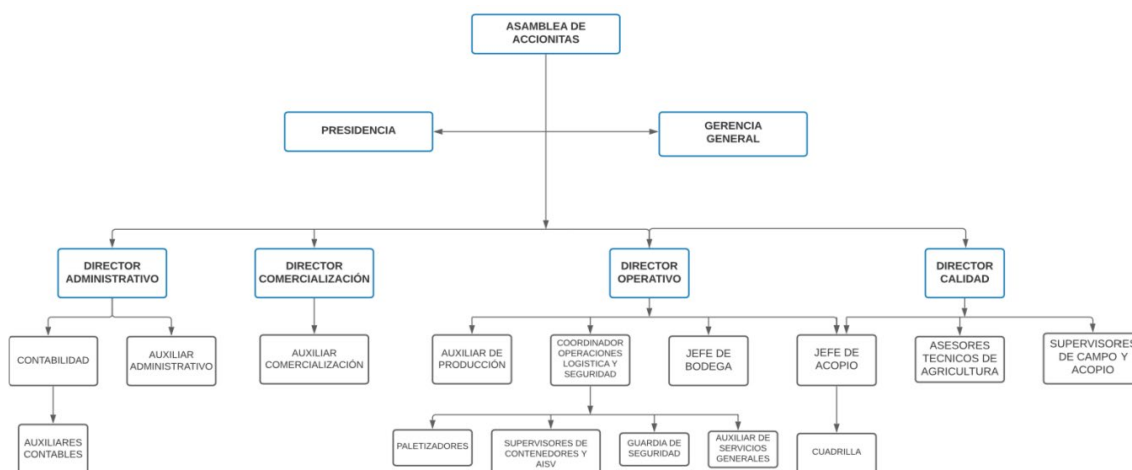 ASAMBLEA DE
ACCIONITAS
PRESIDENCIA
GERENCIA
GENERAL
DIRECTOR
ADMINISTRATIVO
DIRECTOR
COMERCIALIZACIÓN
DIRECTOR
OPERATIVO
DIRECTOR
CALIDAD
CONTABILIDAD
AUXILIAR
ADMINISTRATIVO
AUXILIAR
COMERCIALIZACIÓN
AUXILIAR DE
PRODUCCIÓN
COORDINADOR
OPERACIONES
LOGISTICA Y
SEGURIDAD
JEFE DE
BODEGA
JEFE DE
ACOPIO
ASESORES
TECNICOS DE
AGRICULTURA
SUPERVISORES
DE CAMPO Y
ACOPIO
AUXILIARES
CONTABLES
PALETIZADORES
SUPERVISORES DE
CONTENEDORES Y AISV
GUARDIA DE
SEGURIDAD
AUXILIAR DE
SERVICIOS
GENERALES
CUADRILLA